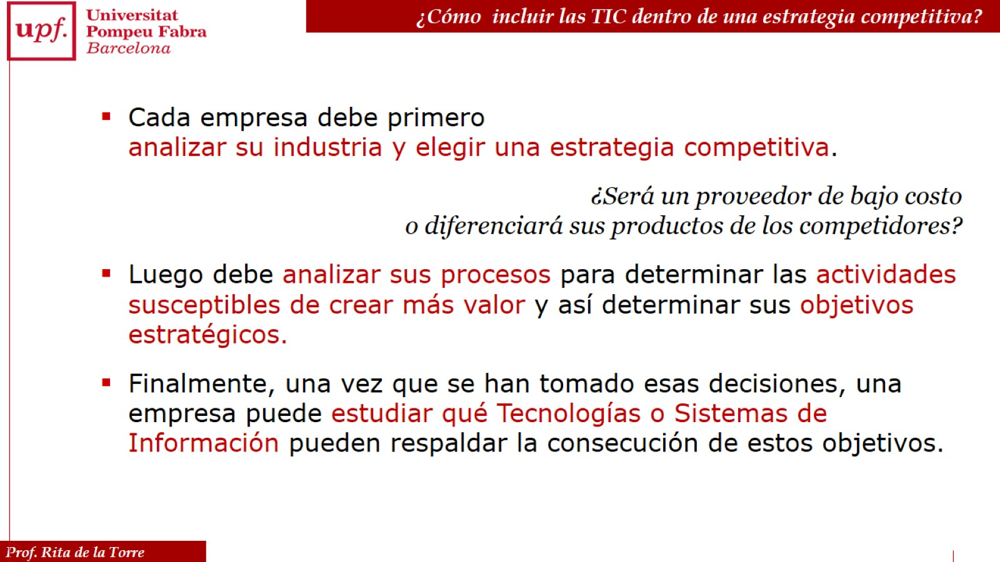 upf.
Universitat
Pompeu Fabra
Barcelona
¿Cómo  incluir las TIC dentro de una estrategia competitiva?
▪ Cada empresa debe primero
analizar su industria y elegir una estrategia competitiva.
¿Será un proveedor de bajo costo
o diferenciará sus productos de los competidores?
▪ Luego debe analizar sus procesos para determinar las actividades
susceptibles de crear más valor y así determinar sus objetivos
estratégicos.
▪ Finalmente, una vez que se han tomado esas decisiones, una
empresa puede estudiar qué Tecnologías o Sistemas de
Información pueden respaldar la consecución de estos objetivos.
Prof. Rita de la Torre